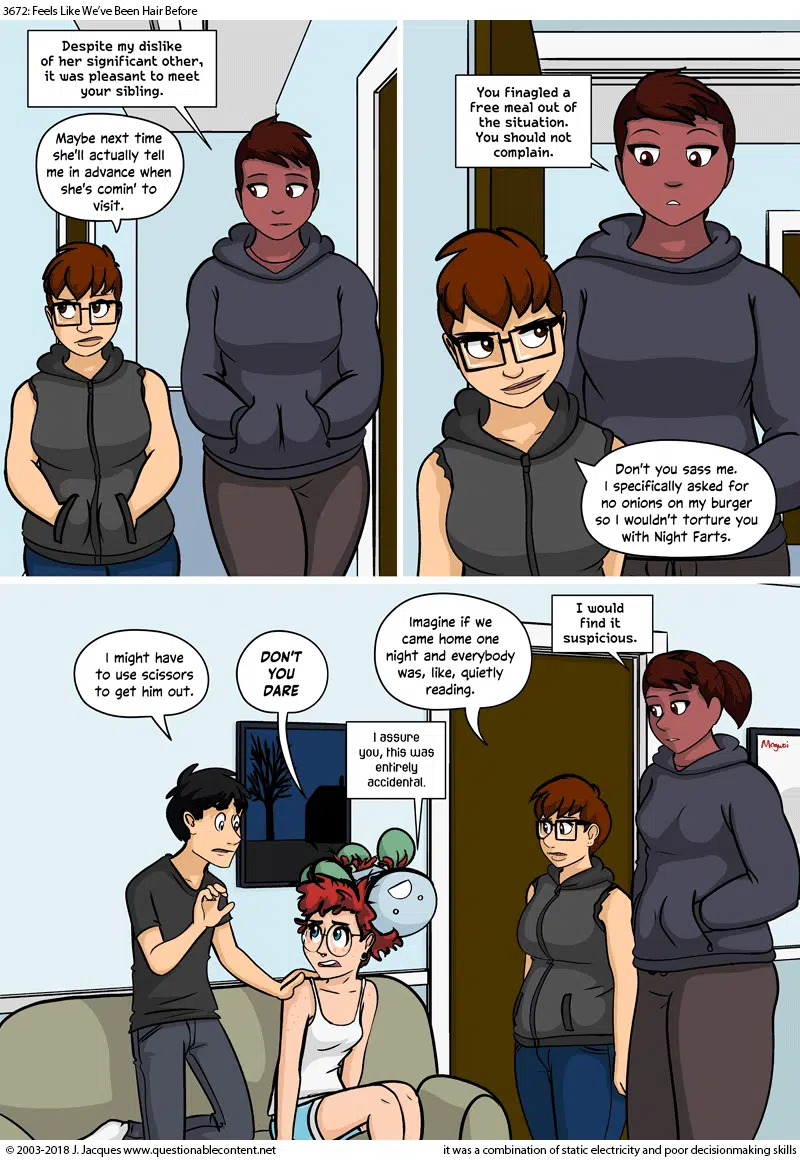 3672: Feels Like We've Been Hair Before
Despite my dislike
of her significant other,
it was pleasant to meet
your sibling.
Maybe next time
she'll actually tell
me in advance when
she's comin' to
visit.
You finagled a
free meal out of
the situation.
You should not
complain.
Don't you sass me.
I specifically asked for
no onions on my burger
so I wouldn't torture you
with Night Farts.
I might have
to use scissors
to get him out.
DON'T
YOU
DARE
I assure
you, this was
entirely
accidental.
Imagine if we
came home one
night and everybody
was, like, quietly
reading.
I would
find it
suspicious.
© 2003-2018 J. Jacques www.questionablecontent.net
it was a combination of static electricity and poor decisionmaking skills